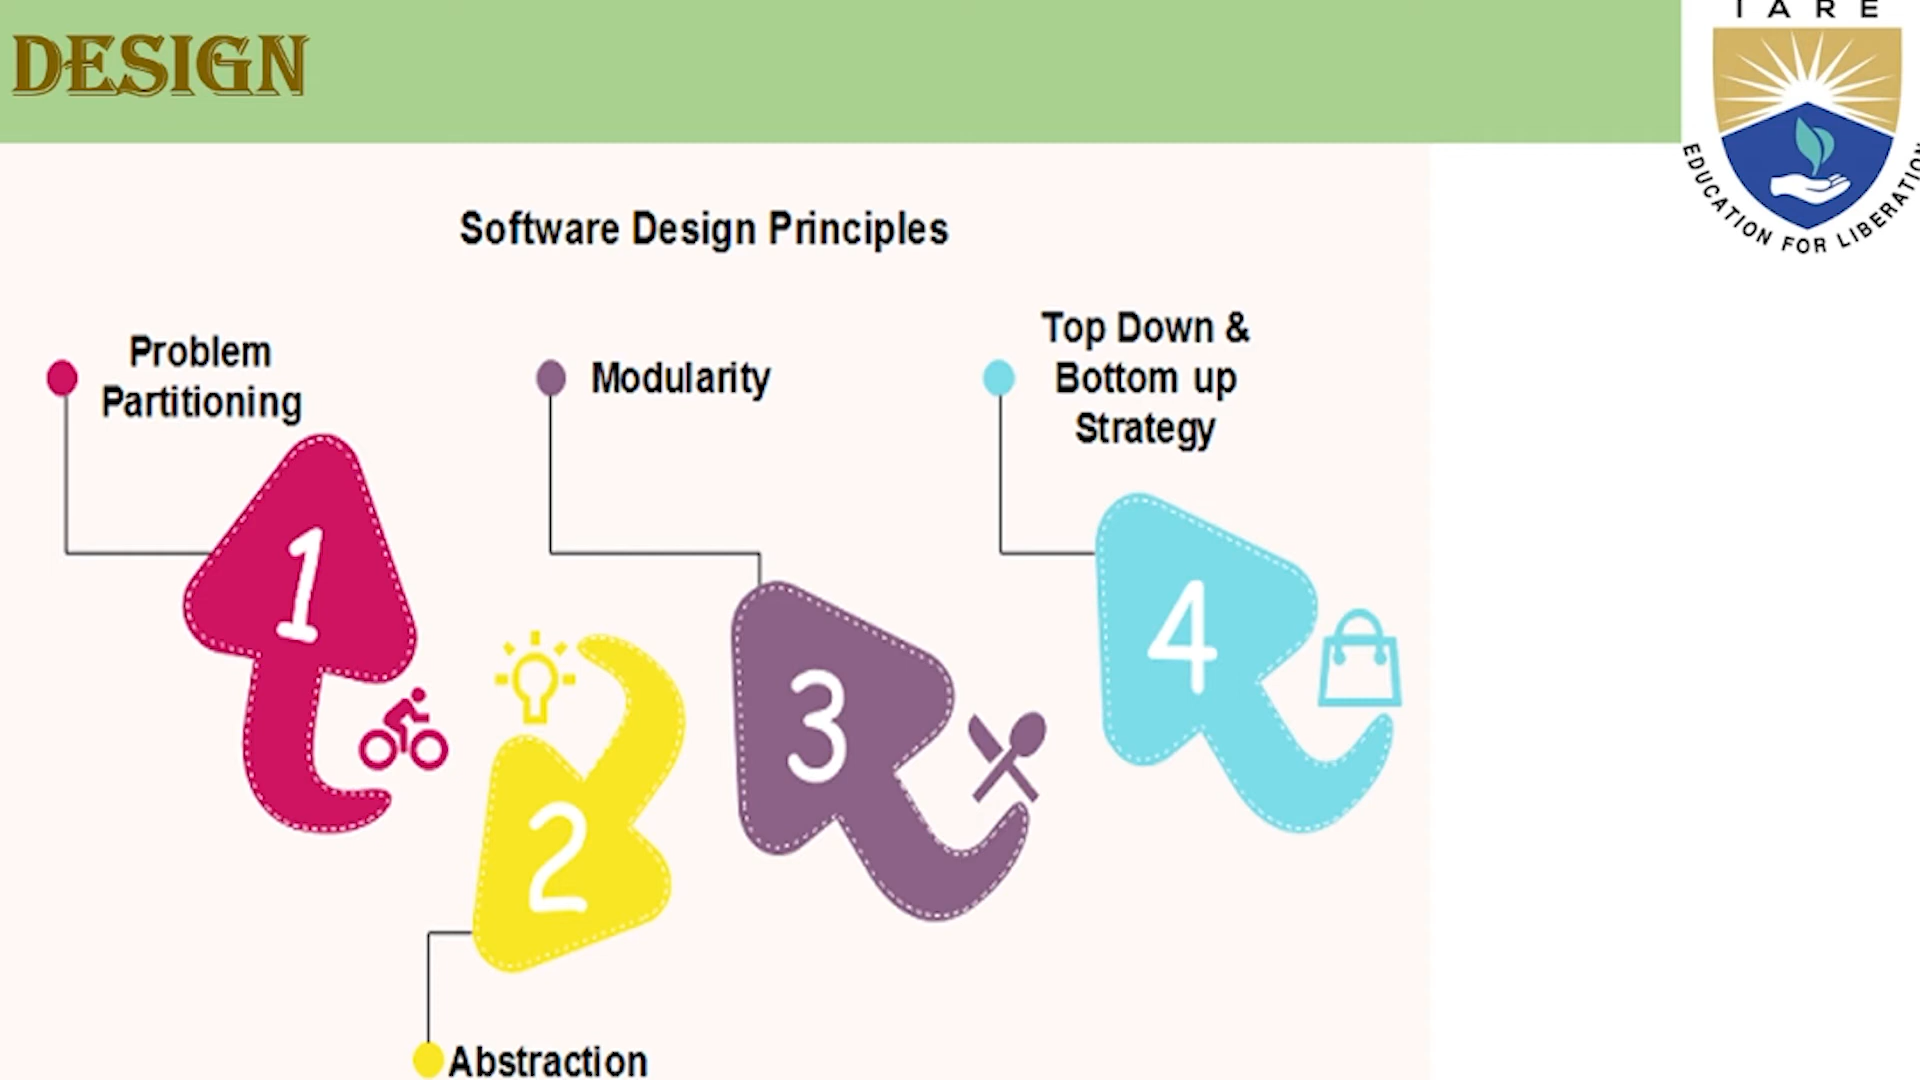 DESIGN
IARE
EDUCATION FOR LIBERATION
Software Design Principles
Problem
Partitioning
Modularity
Top Down &
Bottom up
Strategy
1
2
3
4
Abstraction